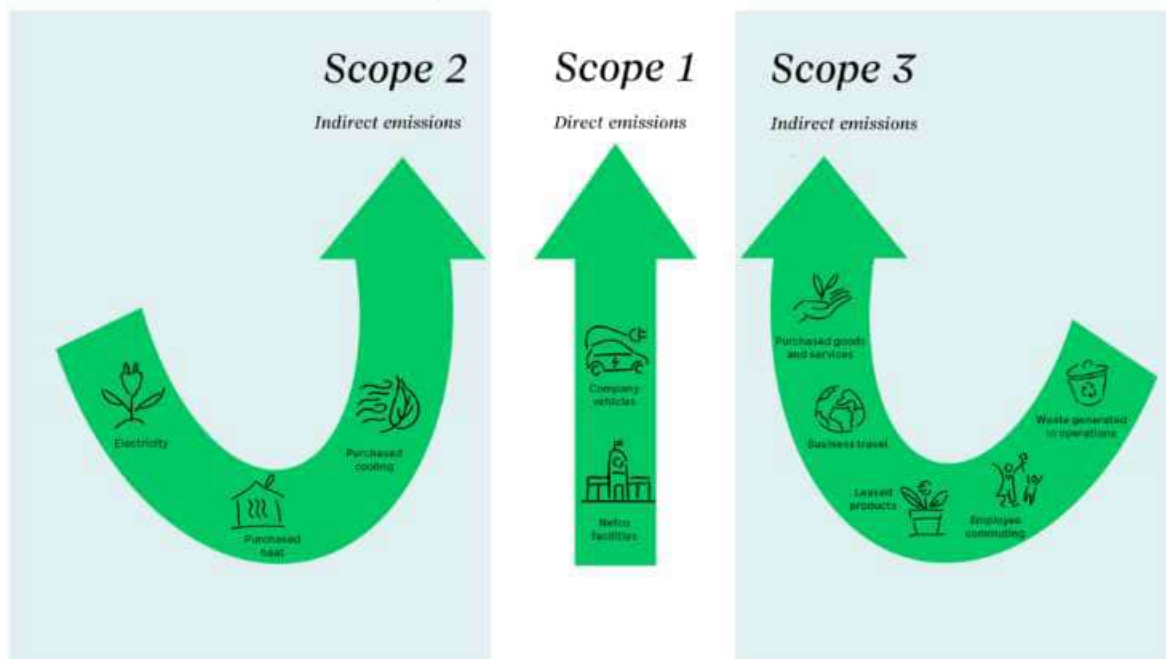 Scope 2
Indirect emissions
Electricity
Purchased
heat
Purchased
cooling
Scope 1
Direct emissions
Company
vehicles
Nefco
facilities
Scope 3
Indirect emissions
Purchased goods
and services
Business travel
Leased
products
Employee
commuting
Waste generated
in operations